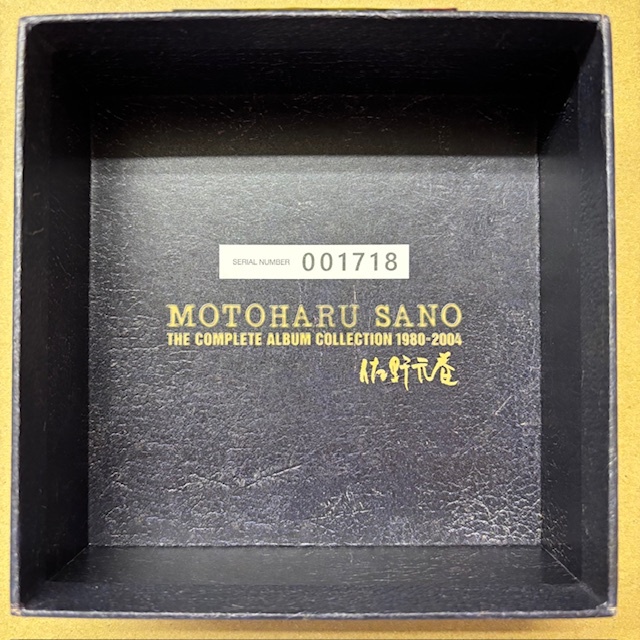 SERIAL NUMBER 001718
MOTOHARU SANO
THE COMPLETE ALBUM COLLECTION 1980-2004
佐野元春